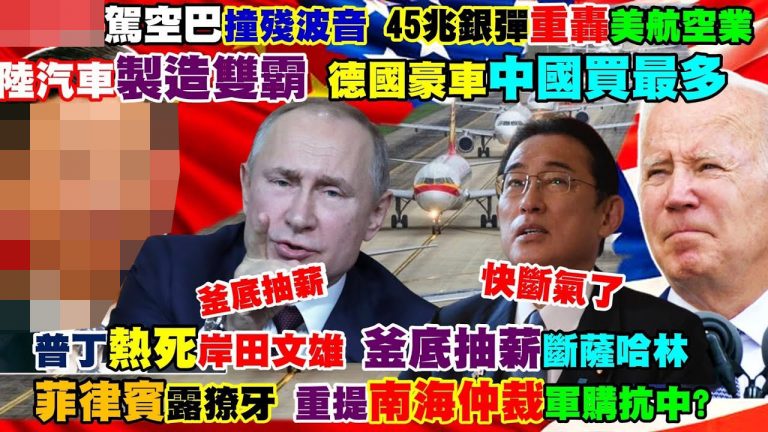 駕空巴撞殘波音 45兆銀彈重轟美航空業
陸汽車製造雙霸 德國豪車中國買最多
釜底抽薪
快斷氣了
普丁熱死岸田文雄 釜底抽薪斷薩哈林
菲律賓露獠牙 重提南海仲裁軍購抗中?